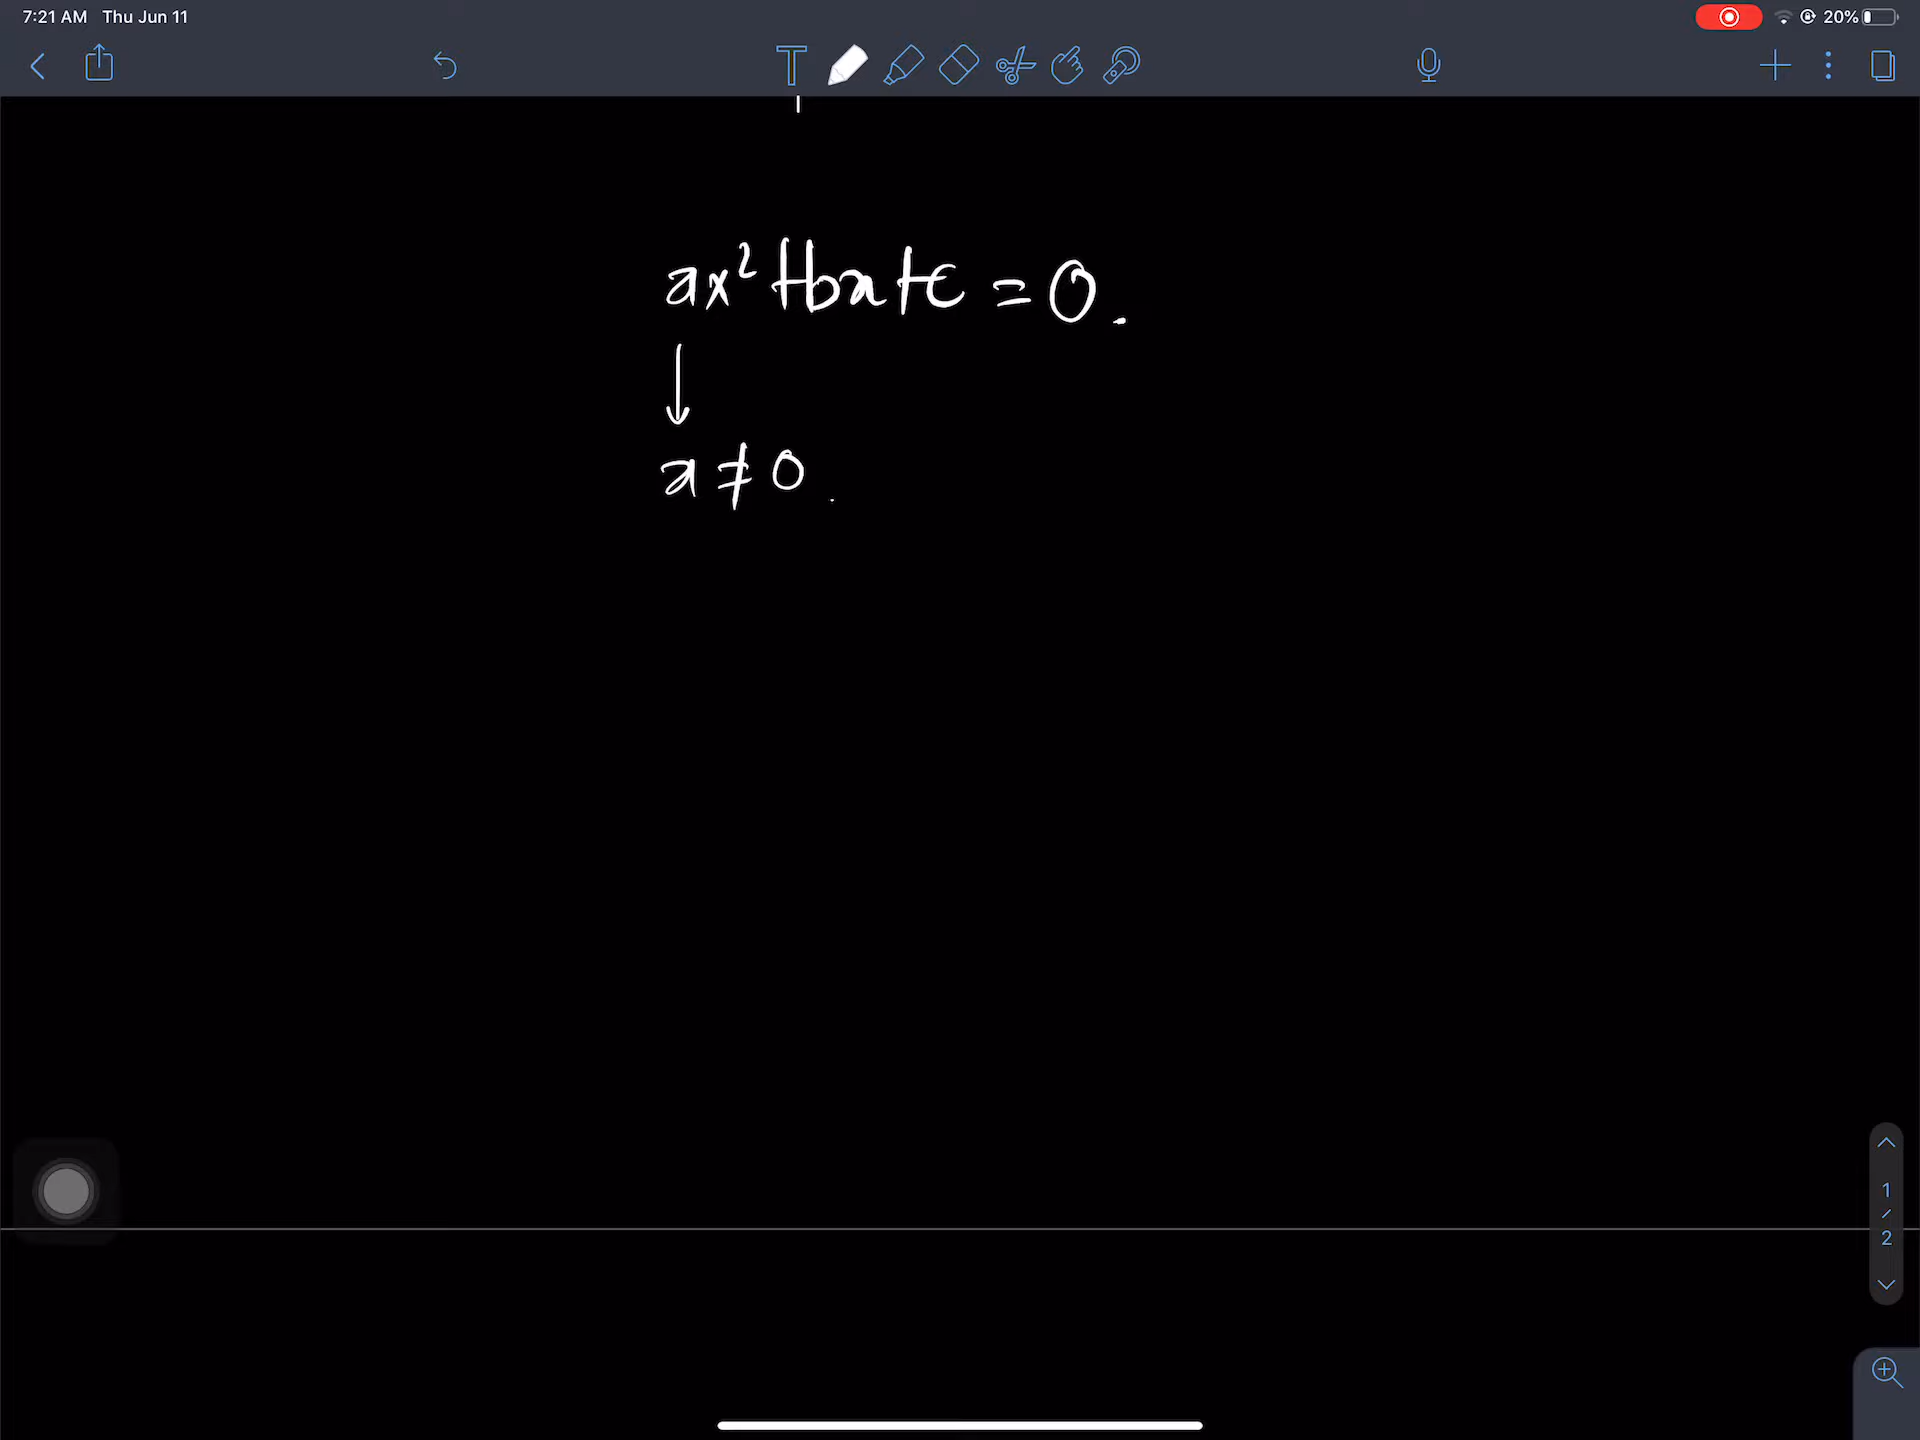 7:21 AM Thu Jun 11
20%
T
ax² + bx + c = 0.
a ≠ 0.
1
/
2